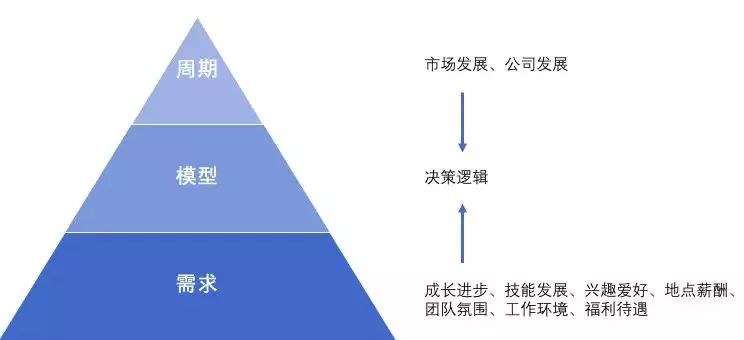 周期
市场发展、公司发展
模型
决策逻辑
需求
成长进步、技能发展、兴趣爱好、地点薪酬、
团队氛围、工作环境、福利待遇